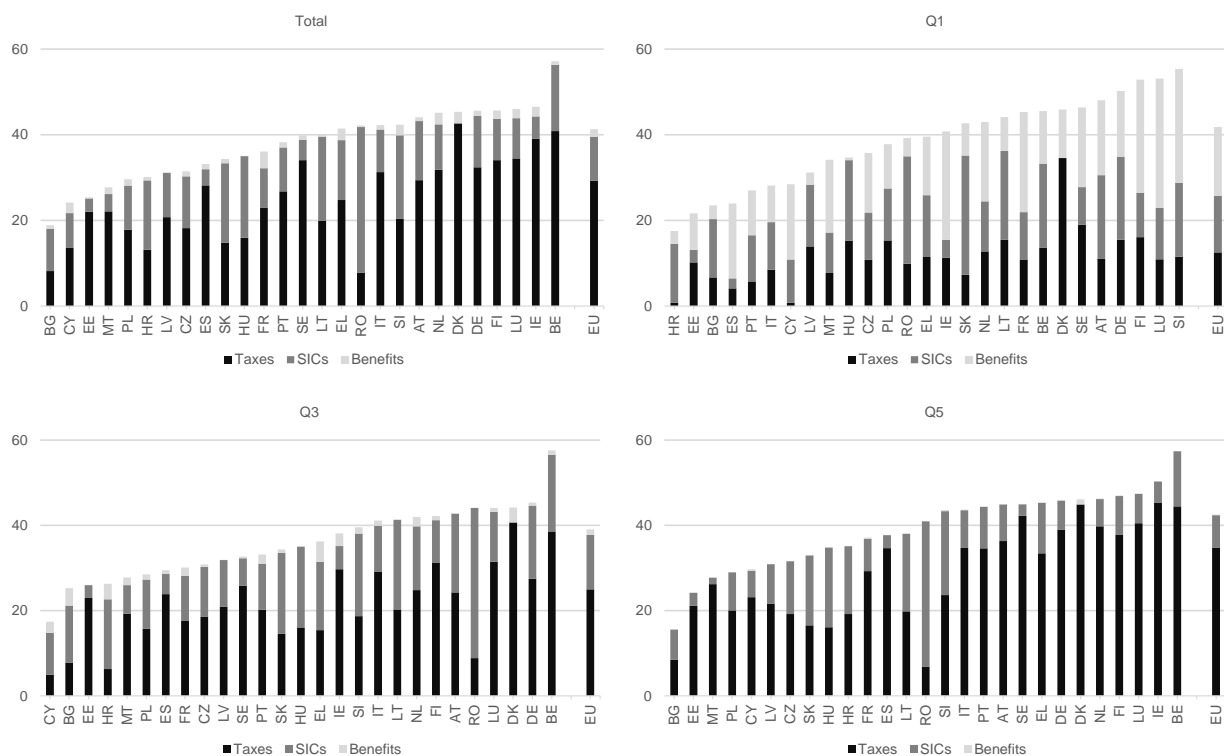 Total
60
40
20
0
BG CY EE MT PL HR LV CZ ES SK HU FR PT SE LT EL RO IT SI AT NL DK DE FI LU IE BE EU
Taxes SICs Benefits
Q1
60
40
20
0
HR EE BG ES PT IT CY LV MT HU CZ PL RO EL IE SK NL LT FR BE DK SE AT DE FI LU SI EU
Taxes SICs Benefits
Q3
60
40
20
0
CY BG EE HR MT PL ES FR CZ LV SE PT SK HU EL IE SI IT LT NL FI AT RO LU DK DE BE EU
Taxes SICs Benefits
Q5
60
40
20
0
BG EE MT PL CY LV CZ SK HU HR FR ES LT RO SI IT PT AT SE EL DE DK NL FI LU IE BE EU
Taxes SICs Benefits